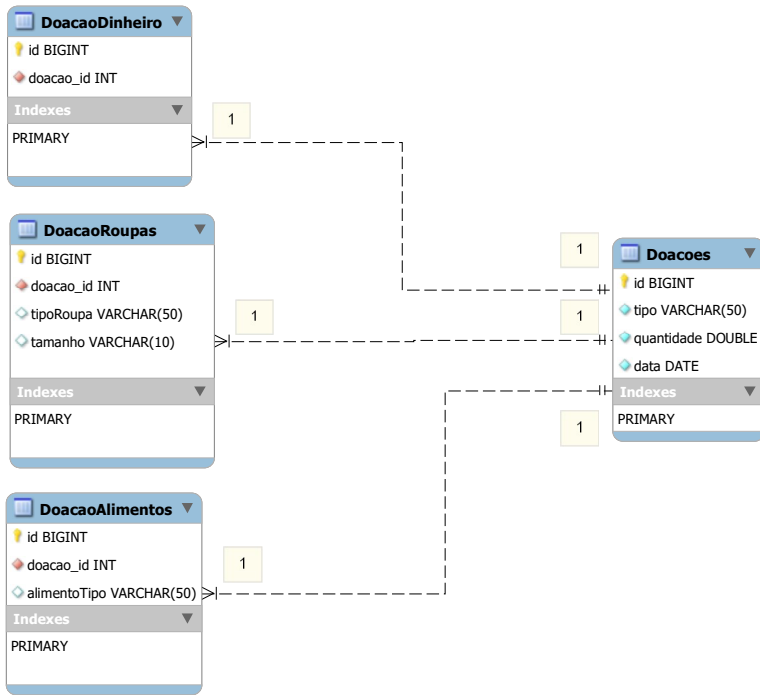 DoacaoDinheiro
id BIGINT
doacao_id INT
Indexes
PRIMARY
1
DoacaoRoupas
id BIGINT
doacao_id INT
tipoRoupa VARCHAR(50)
tamanho VARCHAR(10)
Indexes
PRIMARY
1
DoacaoAlimentos
id BIGINT
doacao_id INT
alimentoTipo VARCHAR(50)
Indexes
PRIMARY
1
1
1
1
Doacoes
id BIGINT
tipo VARCHAR(50)
quantidade DOUBLE
data DATE
Indexes
PRIMARY